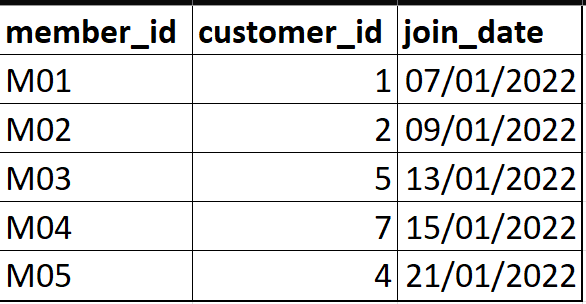 member_id customer_id join_date
M01 1 07/01/2022
M02 2 09/01/2022
M03 5 13/01/2022
M04 7 15/01/2022
M05 4 21/01/2022